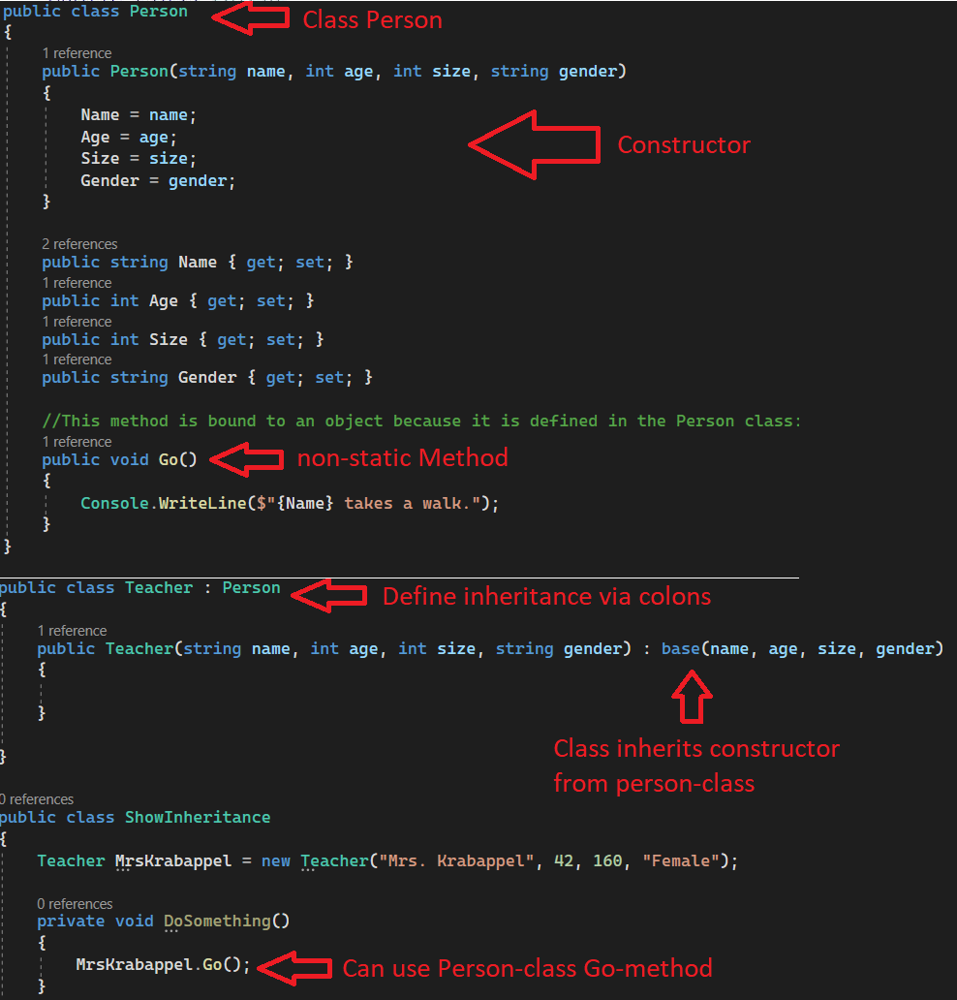 public class Person
Class Person
{
1 reference
public Person(string name, int age, int size, string gender)
{
Name = name;
Age = age;
Size = size;
Gender = gender;
}
Constructor
2 references
public string Name { get; set; }
1 reference
public int Age { get; set; }
1 reference
public int Size { get; set; }
1 reference
public string Gender { get; set; }
//This method is bound to an object because it is defined in the Person class:
1 reference
public void Go()
non-static Method
{
Console.WriteLine($"{Name} takes a walk.");
}
}
public class Teacher : Person
Define inheritance via colons
{
1 reference
public Teacher(string name, int age, int size, string gender) : base(name, age, size, gender)
{
}
Class inherits constructor
from person-class
}
0 references
public class ShowInheritance
{
Teacher MrsKrabappel = new Teacher("Mrs. Krabappel", 42, 160, "Female");
0 references
private void DoSomething()
{
MrsKrabappel.Go();
Can use Person-class Go-method
}